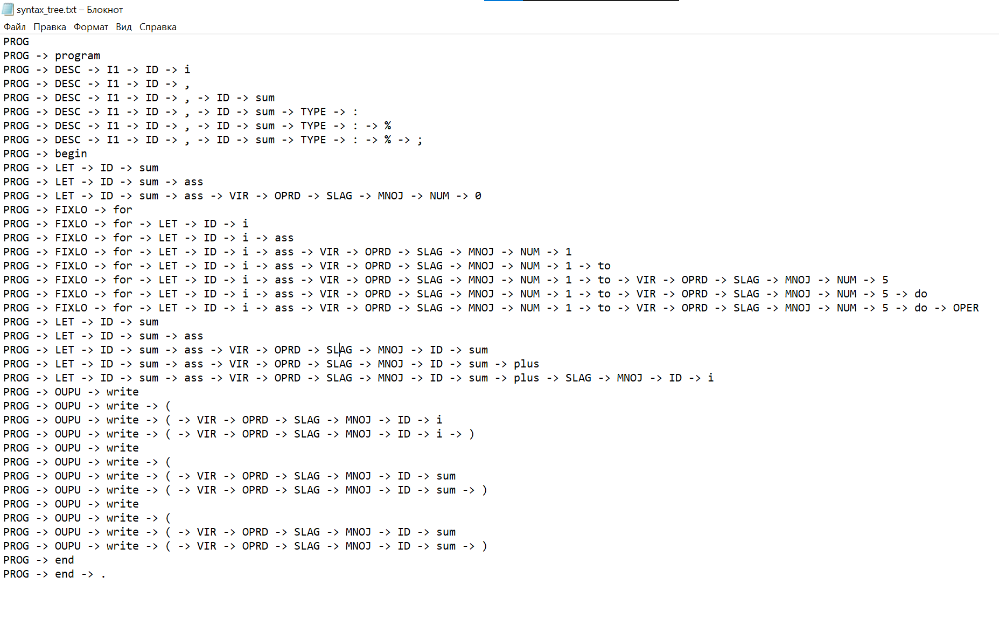 syntax_tree.txt – Блокнот
Файл Правка Формат Вид Справка
PROG
PROG -> program
PROG -> DESC -> I1 -> ID -> i
PROG -> DESC -> I1 -> ID -> ,
PROG -> DESC -> I1 -> ID -> , -> ID -> sum
PROG -> DESC -> I1 -> ID -> , -> ID -> sum -> TYPE -> :
PROG -> DESC -> I1 -> ID -> , -> ID -> sum -> TYPE -> : -> %
PROG -> DESC -> I1 -> ID -> , -> ID -> sum -> TYPE -> : -> % -> ;
PROG -> begin
PROG -> LET -> ID -> sum
PROG -> LET -> ID -> sum -> ass
PROG -> LET -> ID -> sum -> ass -> VIR -> OPRD -> SLAG -> MNOJ -> NUM -> 0
PROG -> FIXLO -> for
PROG -> FIXLO -> for -> LET -> ID -> i
PROG -> FIXLO -> for -> LET -> ID -> i -> ass
PROG -> FIXLO -> for -> LET -> ID -> i -> ass -> VIR -> OPRD -> SLAG -> MNOJ -> NUM -> 1
PROG -> FIXLO -> for -> LET -> ID -> i -> ass -> VIR -> OPRD -> SLAG -> MNOJ -> NUM -> 1 -> to
PROG -> FIXLO -> for -> LET -> ID -> i -> ass -> VIR -> OPRD -> SLAG -> MNOJ -> NUM -> 1 -> to -> VIR -> OPRD -> SLAG -> MNOJ -> NUM -> 5
PROG -> FIXLO -> for -> LET -> ID -> i -> ass -> VIR -> OPRD -> SLAG -> MNOJ -> NUM -> 1 -> to -> VIR -> OPRD -> SLAG -> MNOJ -> NUM -> 5 -> do
PROG -> FIXLO -> for -> LET -> ID -> i -> ass -> VIR -> OPRD -> SLAG -> MNOJ -> NUM -> 1 -> to -> VIR -> OPRD -> SLAG -> MNOJ -> NUM -> 5 -> do -> OPER
PROG -> LET -> ID -> sum
PROG -> LET -> ID -> sum -> ass
PROG -> LET -> ID -> sum -> ass -> VIR -> OPRD -> SLAG -> MNOJ -> ID -> sum
PROG -> LET -> ID -> sum -> ass -> VIR -> OPRD -> SLAG -> MNOJ -> ID -> sum -> plus
PROG -> LET -> ID -> sum -> ass -> VIR -> OPRD -> SLAG -> MNOJ -> ID -> sum -> plus -> SLAG -> MNOJ -> ID -> i
PROG -> OUPU -> write
PROG -> OUPU -> write -> (
PROG -> OUPU -> write -> ( -> VIR -> OPRD -> SLAG -> MNOJ -> ID -> i
PROG -> OUPU -> write -> ( -> VIR -> OPRD -> SLAG -> MNOJ -> ID -> i -> )
PROG -> OUPU -> write
PROG -> OUPU -> write -> (
PROG -> OUPU -> write -> ( -> VIR -> OPRD -> SLAG -> MNOJ -> ID -> sum
PROG -> OUPU -> write -> ( -> VIR -> OPRD -> SLAG -> MNOJ -> ID -> sum -> )
PROG -> OUPU -> write
PROG -> OUPU -> write -> (
PROG -> OUPU -> write -> ( -> VIR -> OPRD -> SLAG -> MNOJ -> ID -> sum
PROG -> OUPU -> write -> ( -> VIR -> OPRD -> SLAG -> MNOJ -> ID -> sum -> )
PROG -> end
PROG -> end -> .